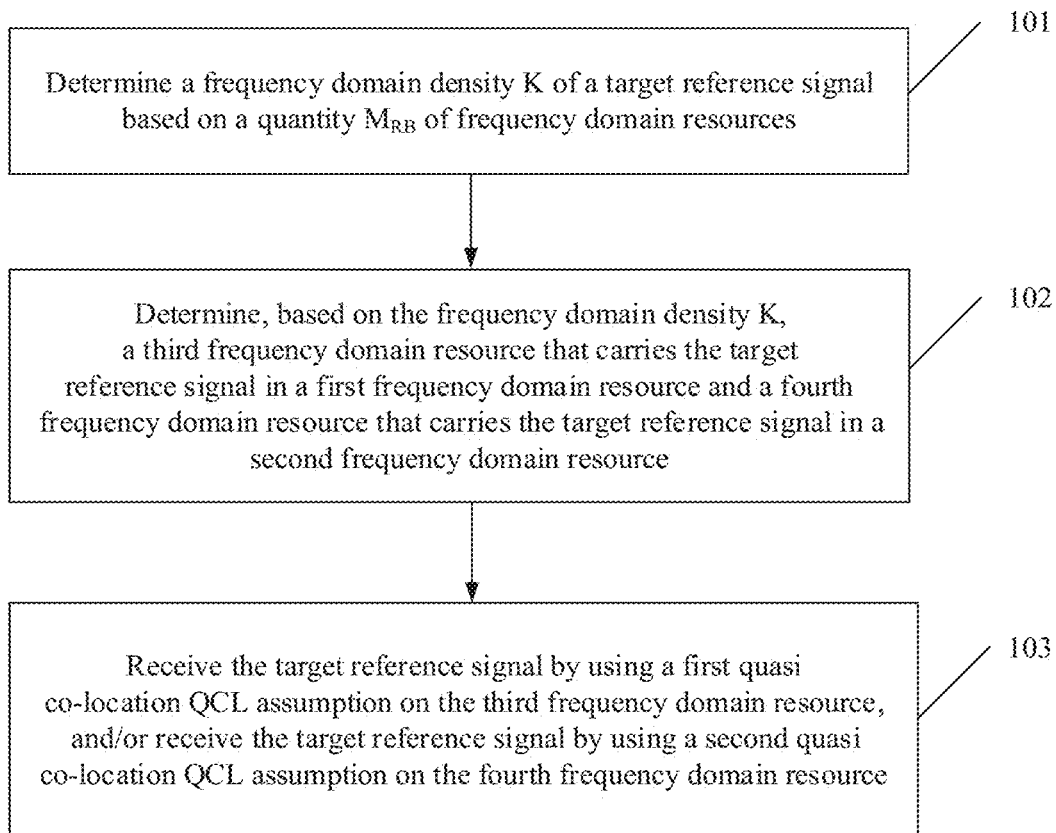 101
Determine a frequency domain density K of a target reference signal
based on a quantity M_RB of frequency domain resources
102
Determine, based on the frequency domain density K,
a third frequency domain resource that carries the target
reference signal in a first frequency domain resource and a fourth
frequency domain resource that carries the target reference signal in a
second frequency domain resource
103
Receive the target reference signal by using a first quasi
co-location QCL assumption on the third frequency domain resource,
and/or receive the target reference signal by using a second quasi
co-location QCL assumption on the fourth frequency domain resource